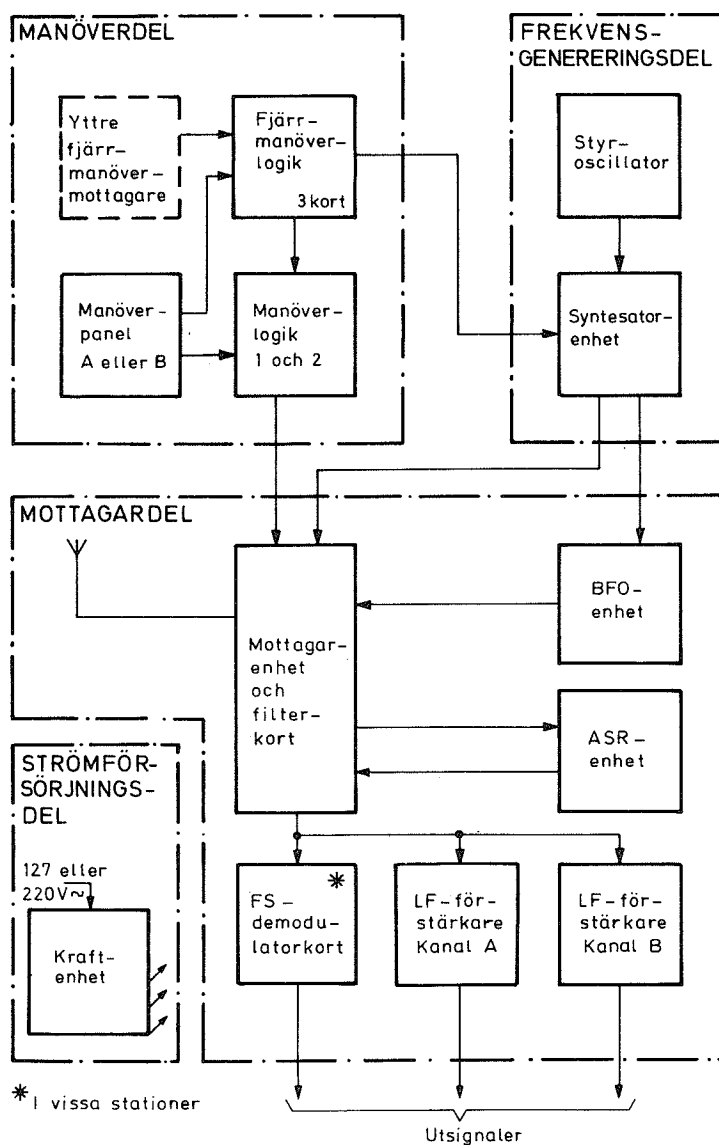 MANÖVERDEL
Yttre
fjärr-
manöver-
mottagare
Fjärr-
manöver-
logik
3 kort
Manöver-
panel
A eller B
Manöver-
logik
1 och 2
FREKVENS-
GENERERINGSDEL
Styr-
oscillator
Syntesator-
enhet
MOTTAGARDEL
Mottagar-
enhet
och
filter-
kort
BFO-
enhet
ASR-
enhet
STRÖMFÖR-
SÖRJNINGS-
DEL
127 eller
220V~
Kraft-
enhet
FS-
demodu-
latorkort
*
LF-för-
stärkare
Kanal A
LF-för-
stärkare
Kanal B
* I vissa stationer
Utsignaler